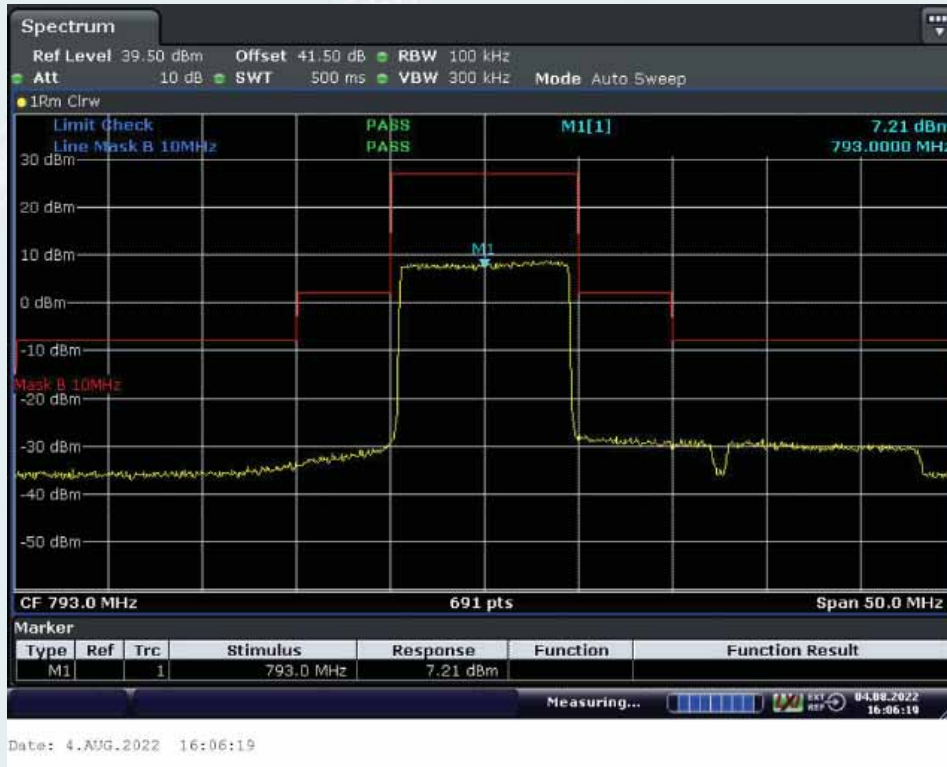 Spectrum
Ref Level 39.50 dBm Offset 41.50 dB RBW 100 kHz
Att 10 dB SWT 500 ms VBW 300 kHz Mode Auto Sweep
1Rm Clrw
Limit Check PASS M1[1] 7.21 dBm
Line Mask B 10MHz PASS 793.0000 MHz
30 dBm
20 dBm
M1
10 dBm
0 dBm
-10 dBm
Mask B 10MHz
-20 dBm
-30 dBm
-40 dBm
-50 dBm
CF 793.0 MHz 691 pts Span 50.0 MHz
Marker
Type Ref Trc Stimulus Response Function Function Result
M1 1 793.0 MHz 7.21 dBm
Measuring... EXT REF 04.08.2022
16:06:19
Date: 4.AUG.2022 16:06:19